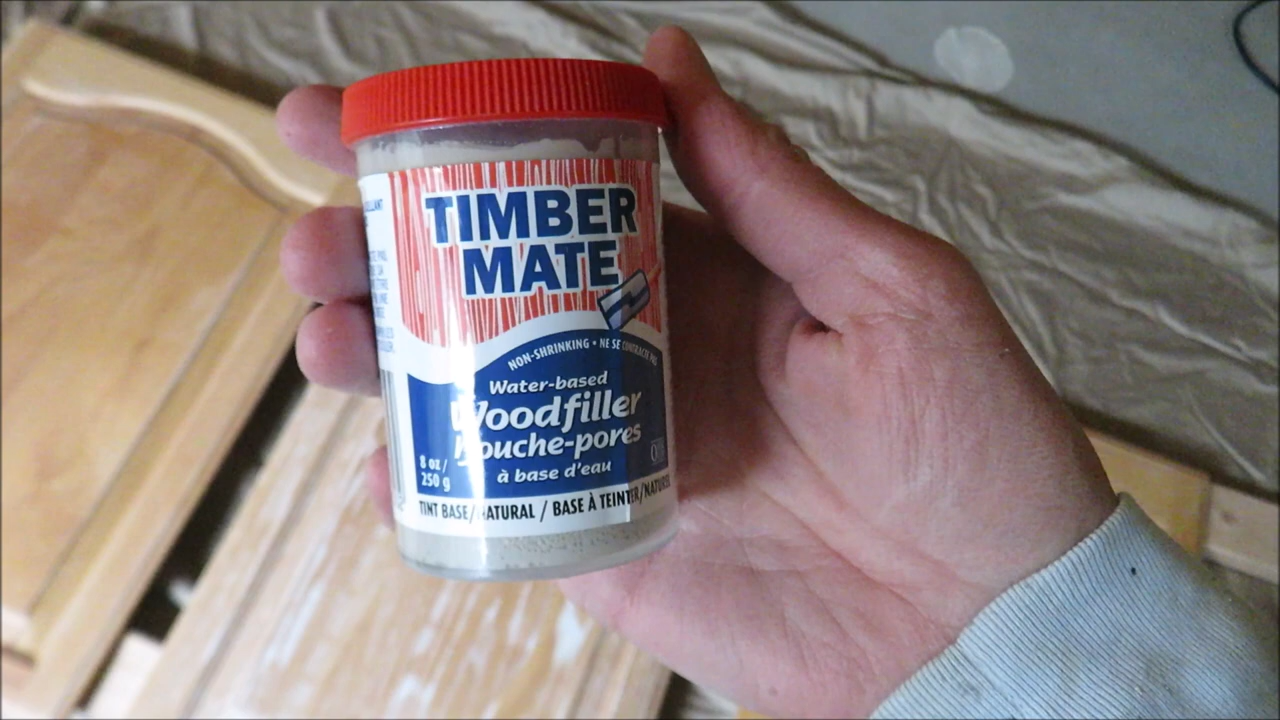 TIMBER
MATE
NON-SHRINKING • NE SE CONTRACTE PAS
Water-based
Woodfiller
Bouche-pores
à base d'eau
8 oz /
250 g
TINT BASE/NATURAL / BASE À TEINTER/NATUREL